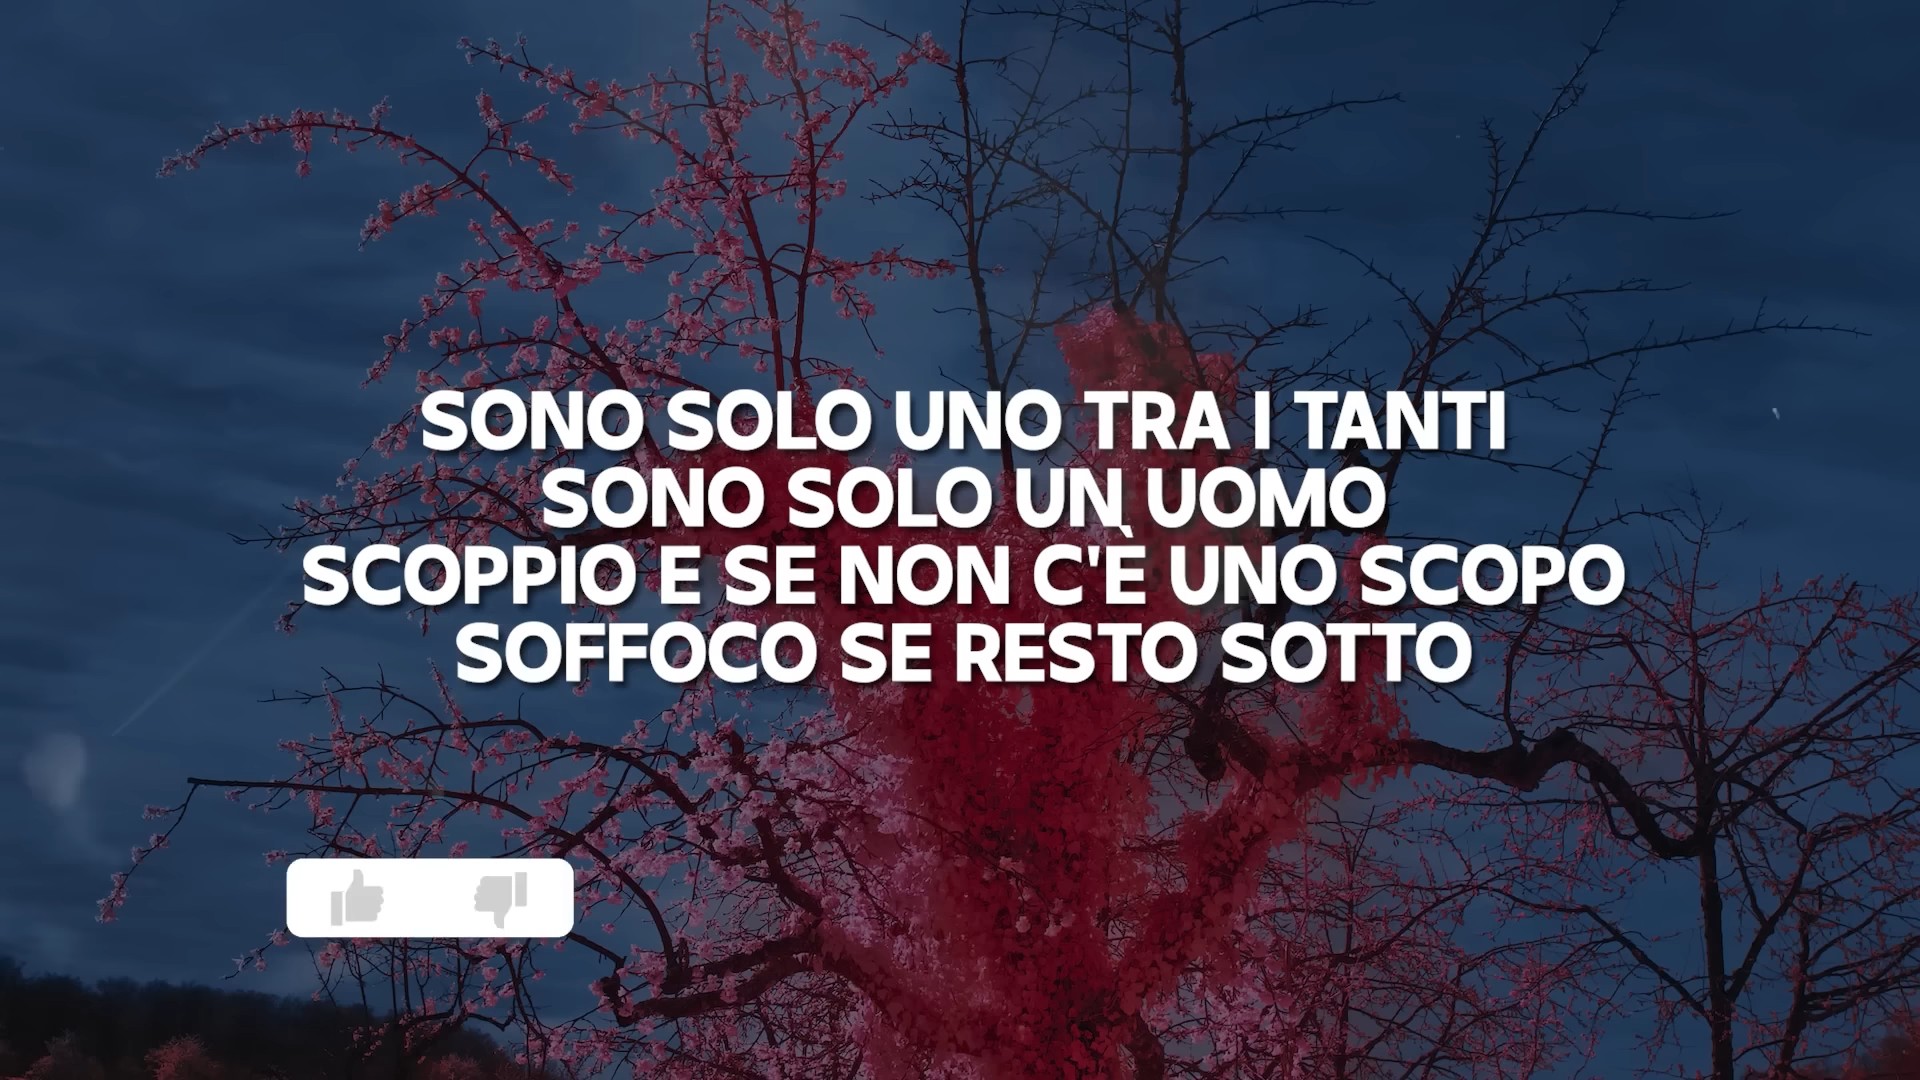 SONO SOLO UNO TRA I TANTI
SONO SOLO UN UOMO
SCOPPIO E SE NON C'È UNO SCOPO
SOFFOCO SE RESTO SOTTO